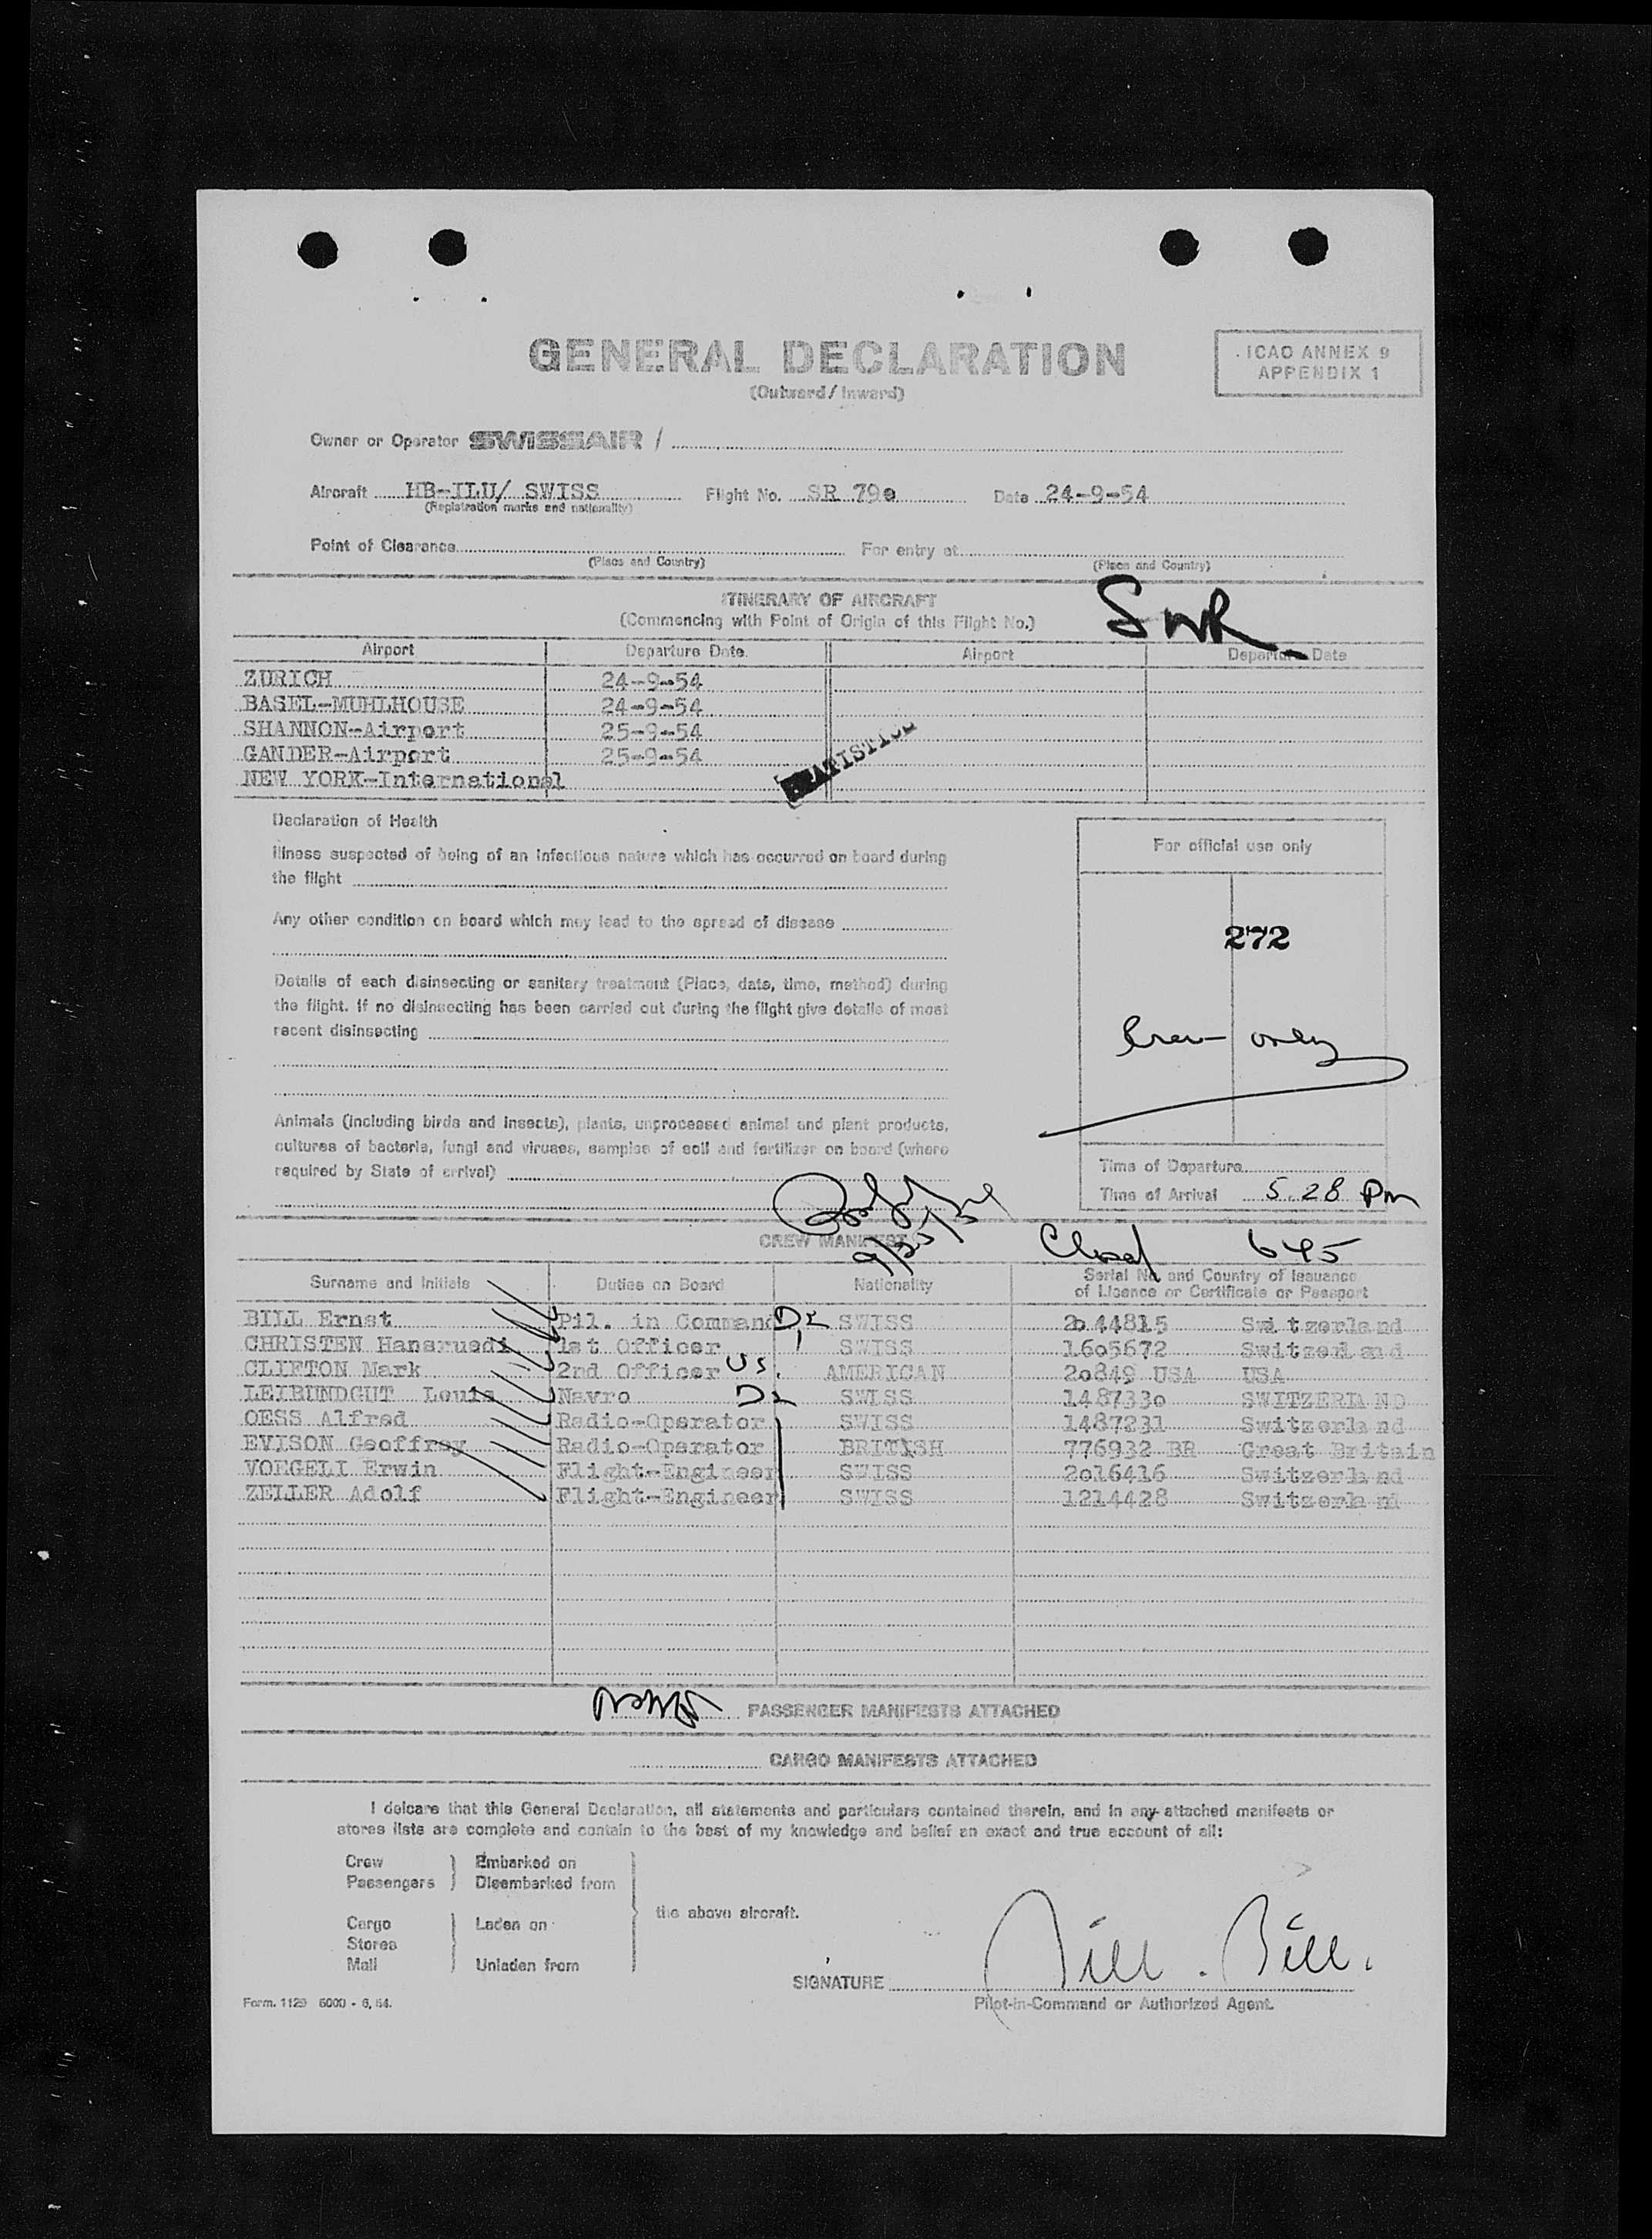 GENERAL DECLARATION
(Outward / Inward)
ICAO ANNEX 9
APPENDIX 1
Owner or Operator SWISSAIR /
Aircraft HB-ILU/ SWISS Flight No. SR 79o Date 24-9-54
(Registration marks and nationality)
Point of Clearance For entry at
(Place and Country) (Place and Country)
ITINERARY OF AIRCRAFT
(Commencing with Point of Origin of this Flight No.)
SWR
Airport Departure Date Airport Departure Date
ZURICH 24-9-54
BASEL-MUHLHOUSE 24-9-54
SHANNON-Airport 25-9-54
GANDER-Airport 25-9-54
NEW YORK-International
Declaration of Health
Illness suspected of being of an infectious nature which has occurred on board during
the flight
Any other condition on board which may lead to the spread of disease
Details of each disinsecting or sanitary treatment (Place, date, time, method) during
the flight. If no disinsecting has been carried out during the flight give details of most
recent disinsecting
Animals (including birds and insects), plants, unprocessed animal and plant products,
cultures of bacteria, fungi and viruses, samples of soil and fertilizer on board (where
required by State of arrival)
For official use only
272
Crew only
Time of Departure
Time of Arrival 5.28 Pm
9/25/54
CREW MANIFEST
Closed 645
Surname and Initials Duties on Board Nationality Serial No. and Country of Issuance
of Licence or Certificate or Passport
BILL Ernst Pil. in Command D2 SWISS 2o44815 Switzerland
CHRISTEN Hansruedi 1st Officer SWISS 16o5672 Switzerland
CLIFTON Mark 2nd Officer US. AMERICAN 2o849 USA USA
LEIBUNDGUT Louis Navro D2 SWISS 148733o SWITZERLAND
OESS Alfred Radio-Operator SWISS 1487231 Switzerland
EVISON Geoffrey Radio-Operator BRITISH 776932 BR Great Britain
VOEGELI Erwin Flight-Engineer SWISS 2o16416 Switzerland
ZELLER Adolf Flight-Engineer SWISS 1214428 Switzerland
PASSENGER MANIFESTS ATTACHED
CARGO MANIFESTS ATTACHED
I delcare that this General Declaration, all statements and particulars contained therein, and in any attached manifests or
stores lists are complete and contain to the best of my knowledge and belief an exact and true account of all:
Crew Embarked on
Passengers Disembarked from
the above aircraft.
Cargo Laden on
Stores
Mail Unladen from
SIGNATURE Bill.
Pilot-in-Command or Authorized Agent.
Form. 1129 5000 - 6. 54.